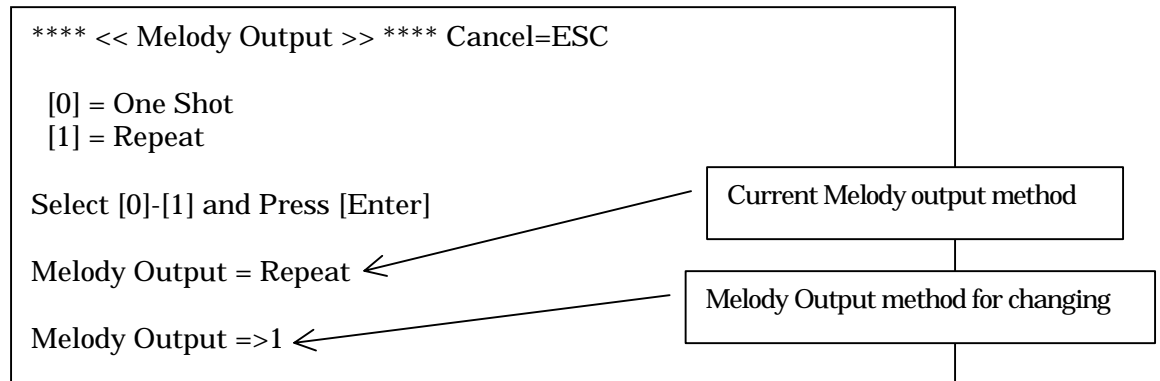 **** << Melody Output >> **** Cancel=ESC
[0] = One Shot
[1] = Repeat
Select [0]-[1] and Press [Enter]
Current Melody output method
Melody Output = Repeat
Melody Output method for changing
Melody Output =>1